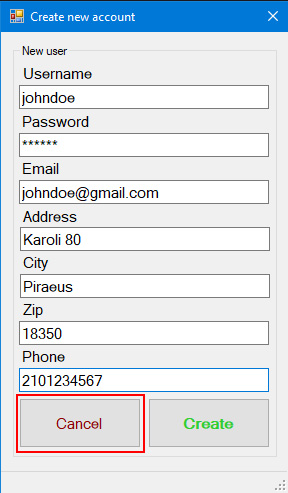 Create new account
New user
Username
johndoe
Password
******
Email
johndoe@gmail.com
Address
Karoli 80
City
Piraeus
Zip
18350
Phone
2101234567
Cancel Create